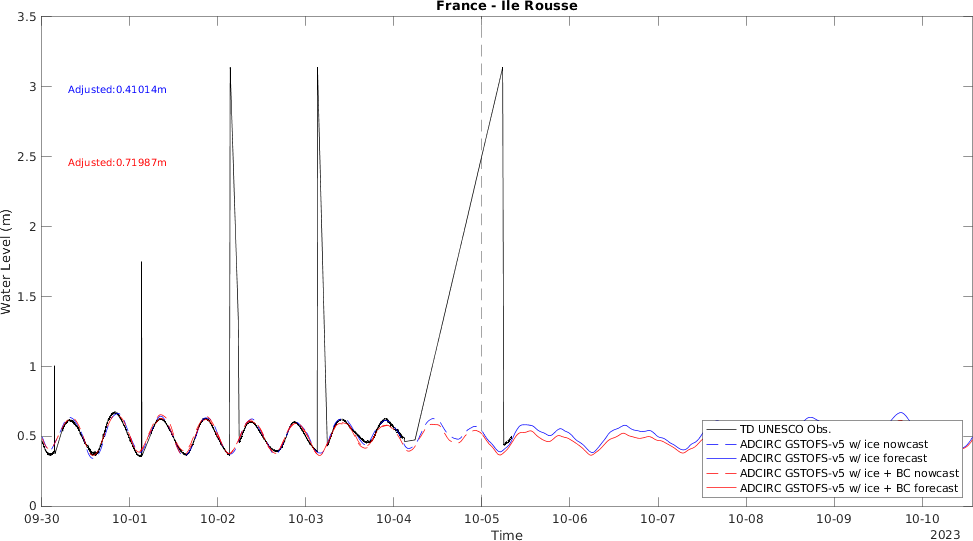 France - Ile Rousse
3.5
3
2.5
2
1.5
1
0.5
0
Water Level (m)
Adjusted:0.41014m
Adjusted:0.71987m
TD UNESCO Obs.
ADCIRC GSTOFS-v5 w/ ice nowcast
ADCIRC GSTOFS-v5 w/ ice forecast
ADCIRC GSTOFS-v5 w/ ice + BC nowcast
ADCIRC GSTOFS-v5 w/ ice + BC forecast
09-30 10-01 10-02 10-03 10-04 10-05 10-06 10-07 10-08 10-09 10-10
Time
2023